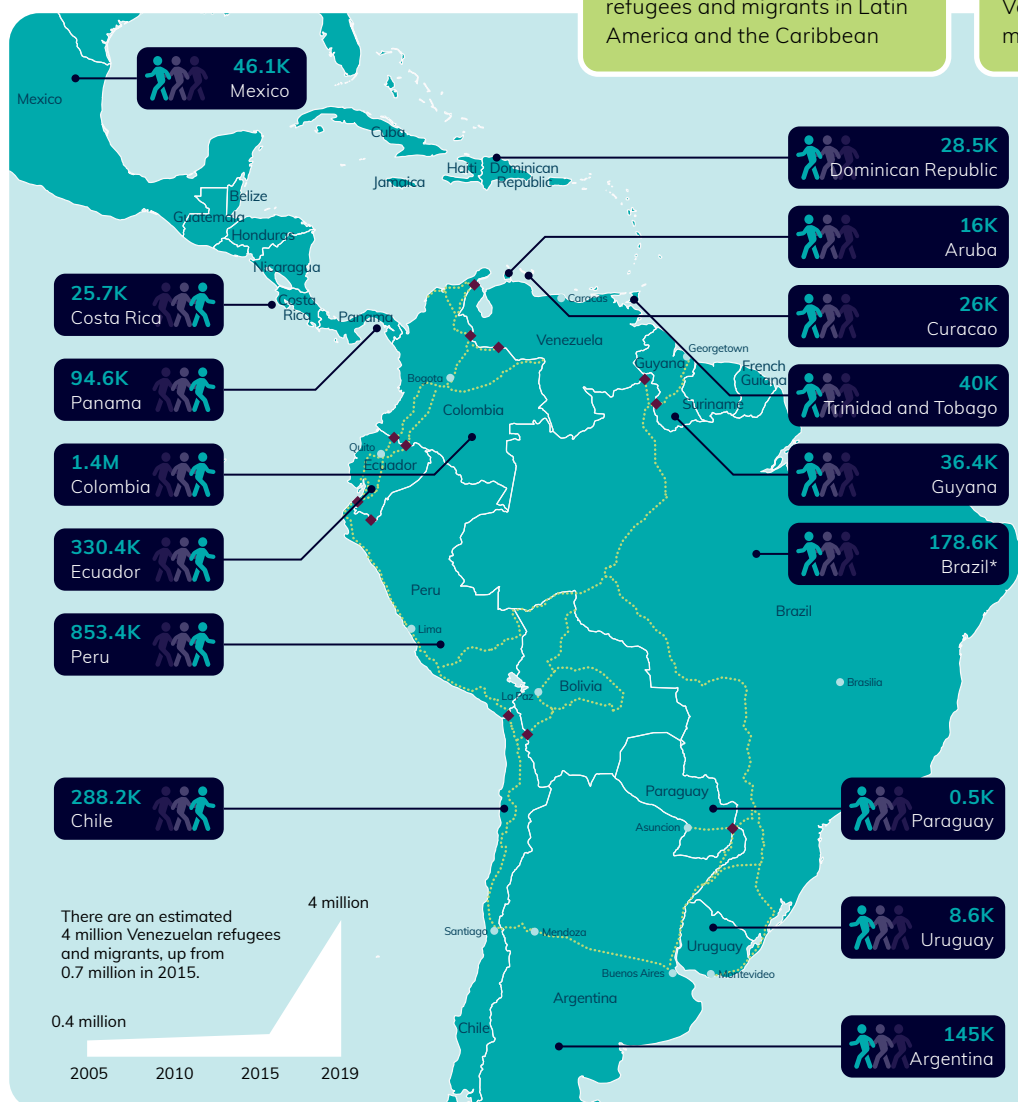 refugees and migrants in Latin
America and the Caribbean
46.1K
Mexico
Mexico
Cuba
Haiti
Dominican
Republic
Jamaica
28.5K
Dominican Republic
Belize
Guatemala
Honduras
Nicaragua
16K
Aruba
25.7K
Costa Rica
Costa
Rica
Panama
Caracas
Venezuela
26K
Curacao
Georgetown
Guyana
French
Guiana
Suriname
94.6K
Panama
Bogota
Colombia
40K
Trinidad and Tobago
1.4M
Colombia
Quito
Ecuador
36.4K
Guyana
330.4K
Ecuador
178.6K
Brazil*
Peru
Brazil
853.4K
Peru
Lima
La Paz
Bolivia
Brasilia
288.2K
Chile
Paraguay
Asuncion
0.5K
Paraguay
There are an estimated
4 million Venezuelan refugees
and migrants, up from
0.7 million in 2015.
4 million
0.4 million
2005
2010
2015
2019
Santiago
Mendoza
Uruguay
8.6K
Uruguay
Buenos Aires
Montevideo
Argentina
Chile
145K
Argentina